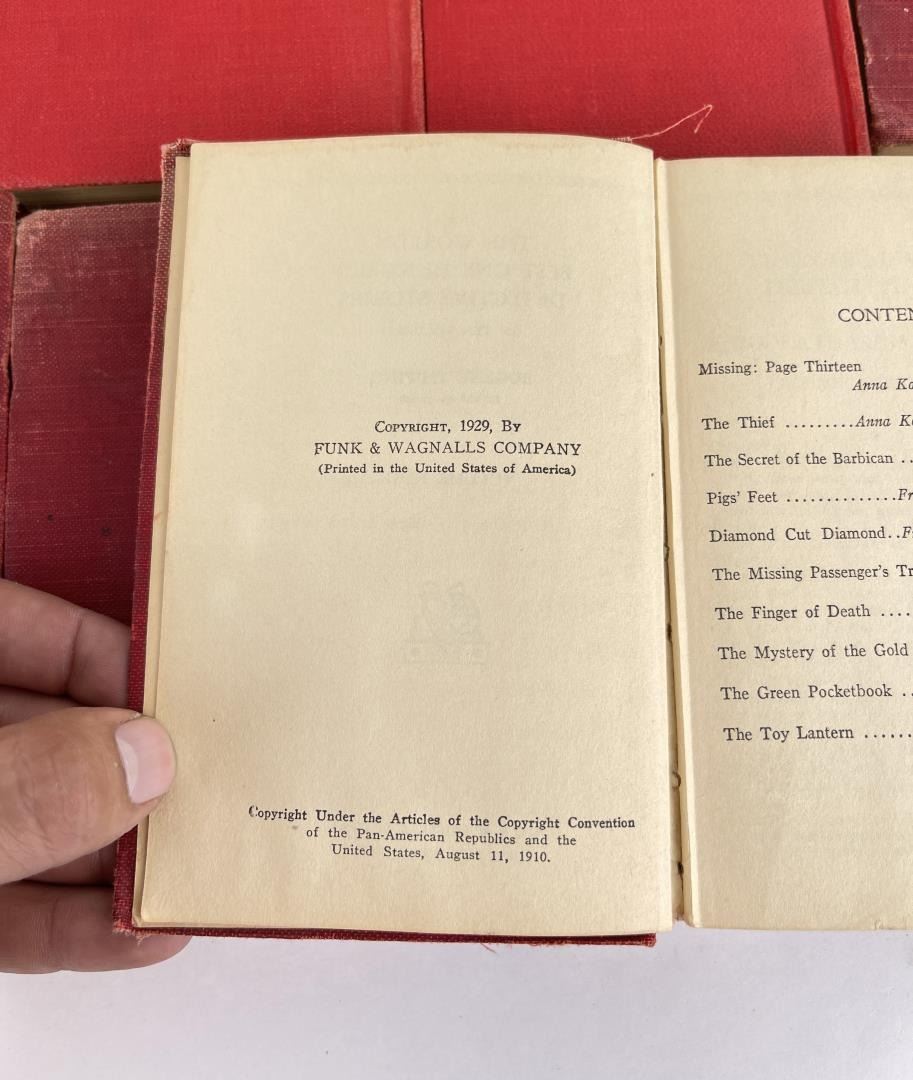 COPYRIGHT, 1929, BY
FUNK & WAGNALLS COMPANY
(Printed in the United States of America)
Copyright Under the Articles of the Copyright Convention
of the Pan-American Republics and the
United States, August 11, 1910.
CONTEN
Missing: Page Thirteen
Anna Ka
The Thief .........Anna Ka
The Secret of the Barbican ..
Pigs' Feet ..............Fr
Diamond Cut Diamond..F
The Missing Passenger's Tr
The Finger of Death ....
The Mystery of the Gold
The Green Pocketbook ..
The Toy Lantern ......